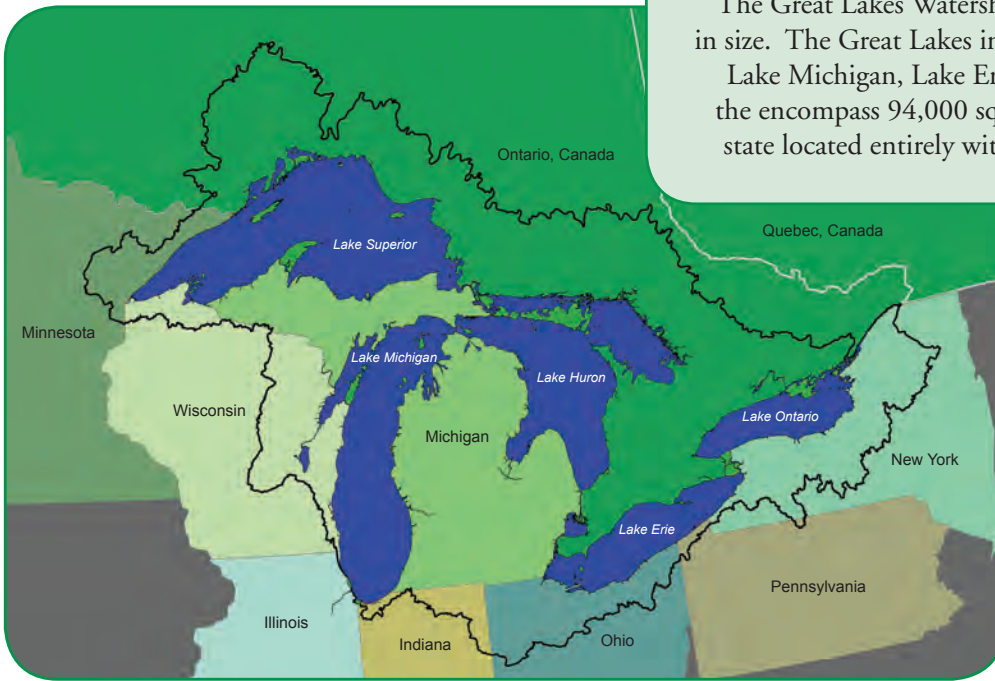 The Great Lakes Watersh
in size. The Great Lakes in
Lake Michigan, Lake Er
the encompass 94,000 sq
state located entirely wit
Ontario, Canada
Quebec, Canada
Lake Superior
Minnesota
Lake Michigan
Lake Huron
Wisconsin
Lake Ontario
Michigan
New York
Lake Erie
Pennsylvania
Illinois
Indiana
Ohio